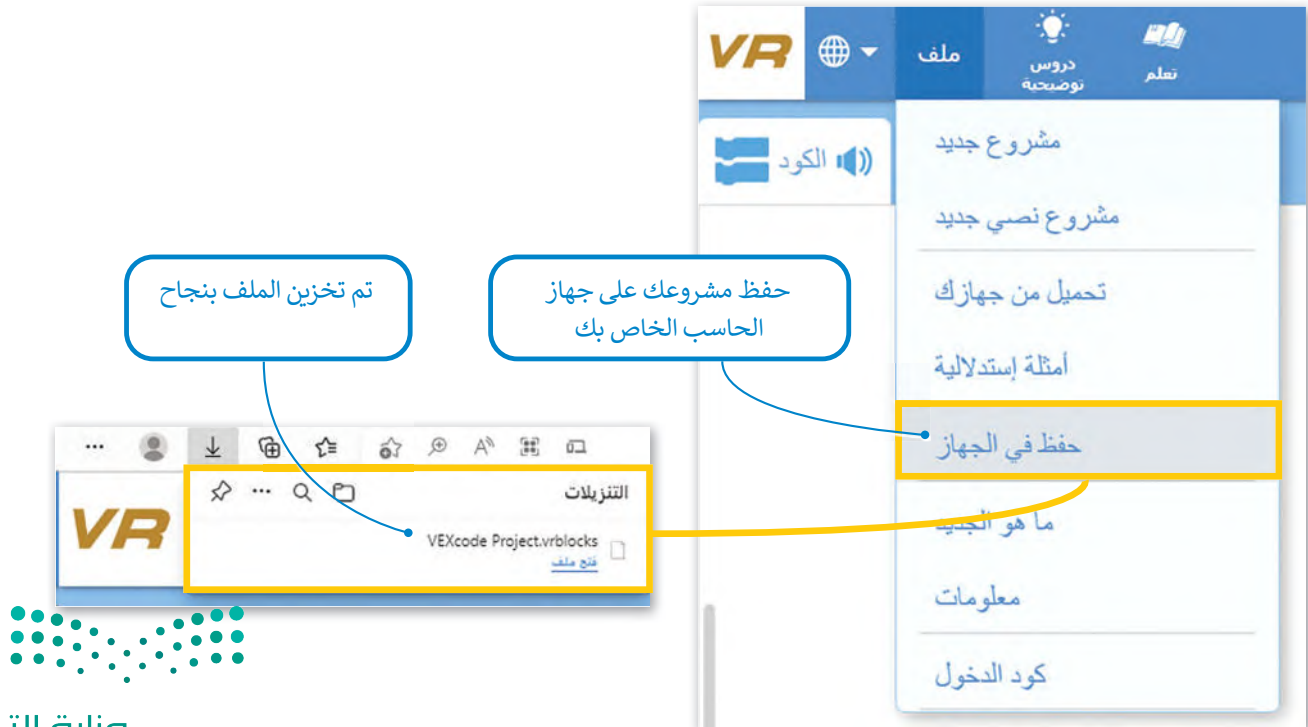 VR
ملف
دروس
توضيحية
تعلم
الكود
مشروع جديد
مشروع نصي جديد
تحميل من جهازك
أمثلة إستدلالية
حفظ في الجهاز
ما هو الجديد
معلومات
كود الدخول
حفظ مشروعك على جهاز
الحاسب الخاص بك
تم تخزين الملف بنجاح
التنزيلات
VEXcode Project.vrblocks
فتح ملف
VR